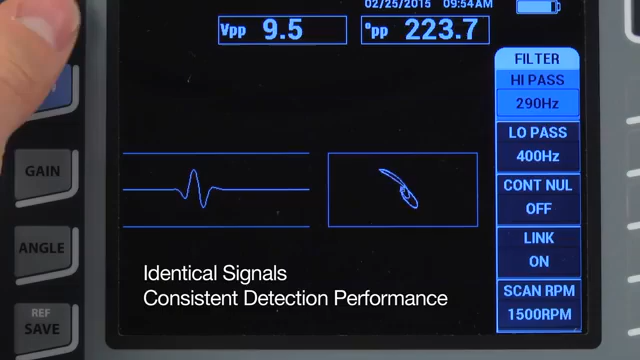 02/25/2015 09:54AM
Vpp 9.5
°pp 223.7
FILTER
HI PASS
290Hz
LO PASS
400Hz
CONT NUL
OFF
LINK
ON
SCAN RPM
1500RPM
GAIN
ANGLE
REF
SAVE
Identical Signals
Consistent Detection Performance